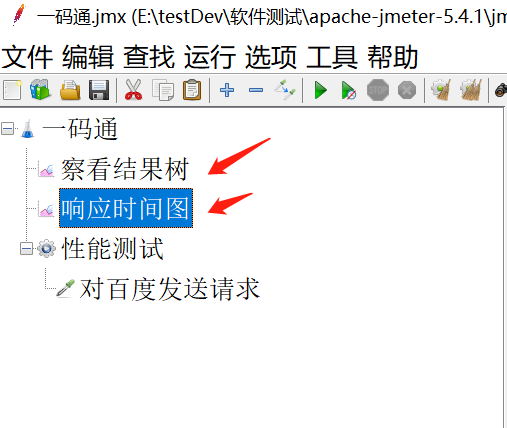 一码通.jmx (E:\testDev\软件测试\apache-jmeter-5.4.1\jm
文件 编辑 查找 运行 选项 工具 帮助
STOP
一码通
察看结果树
响应时间图
性能测试
对百度发送请求